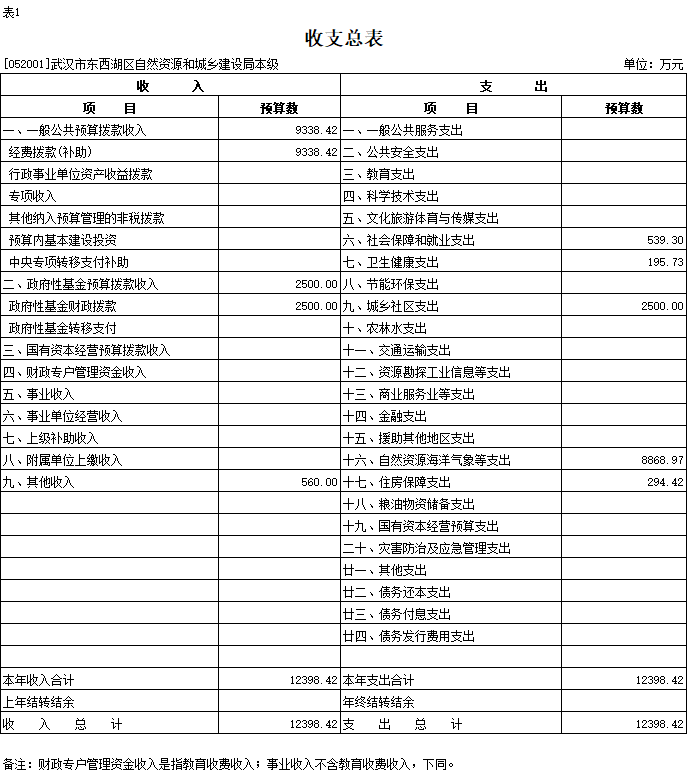 表1
收支总表
[052001]武汉市东西湖区自然资源和城乡建设局本级 单位：万元
收 入 支 出
项 目 预算数 项 目 预算数
一、一般公共预算拨款收入 9338.42 一、一般公共服务支出
经费拨款(补助) 9338.42 二、公共安全支出
行政事业单位资产收益拨款 三、教育支出
专项收入 四、科学技术支出
其他纳入预算管理的非税拨款 五、文化旅游体育与传媒支出
预算内基本建设投资 六、社会保障和就业支出 539.30
中央专项转移支付补助 七、卫生健康支出 195.73
二、政府性基金预算拨款收入 2500.00 八、节能环保支出
政府性基金财政拨款 2500.00 九、城乡社区支出 2500.00
政府性基金转移支付 十、农林水支出
三、国有资本经营预算拨款收入 十一、交通运输支出
四、财政专户管理资金收入 十二、资源勘探工业信息等支出
五、事业收入 十三、商业服务业等支出
六、事业单位经营收入 十四、金融支出
七、上级补助收入 十五、援助其他地区支出
八、附属单位上缴收入 十六、自然资源海洋气象等支出 8868.97
九、其他收入 560.00 十七、住房保障支出 294.42
十八、粮油物资储备支出
十九、国有资本经营预算支出
二十、灾害防治及应急管理支出
廿一、其他支出
廿二、债务还本支出
廿三、债务付息支出
廿四、债务发行费用支出
本年收入合计 12398.42 本年支出合计 12398.42
上年结转结余 年终结转结余
收 入 总 计 12398.42 支 出 总 计 12398.42
备注：财政专户管理资金收入是指教育收费收入；事业收入不含教育收费收入，下同。